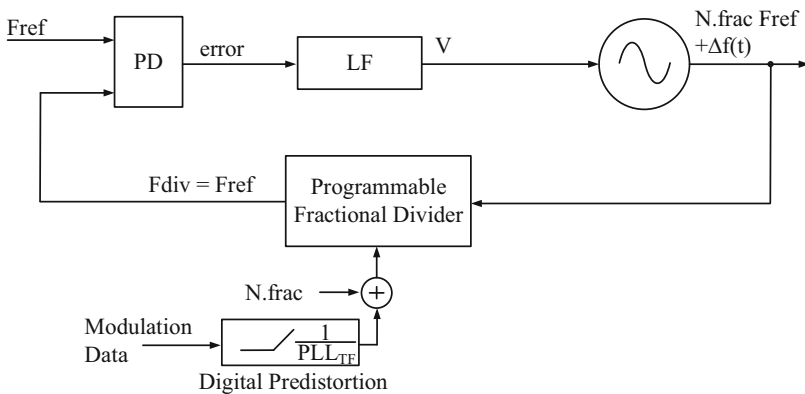 Fref
PD
error
LF
V
N.frac Fref
+Δf(t)
Fdiv = Fref
Programmable
Fractional Divider
N.frac
+
Modulation
Data
1
PLL_TF
Digital Predistortion